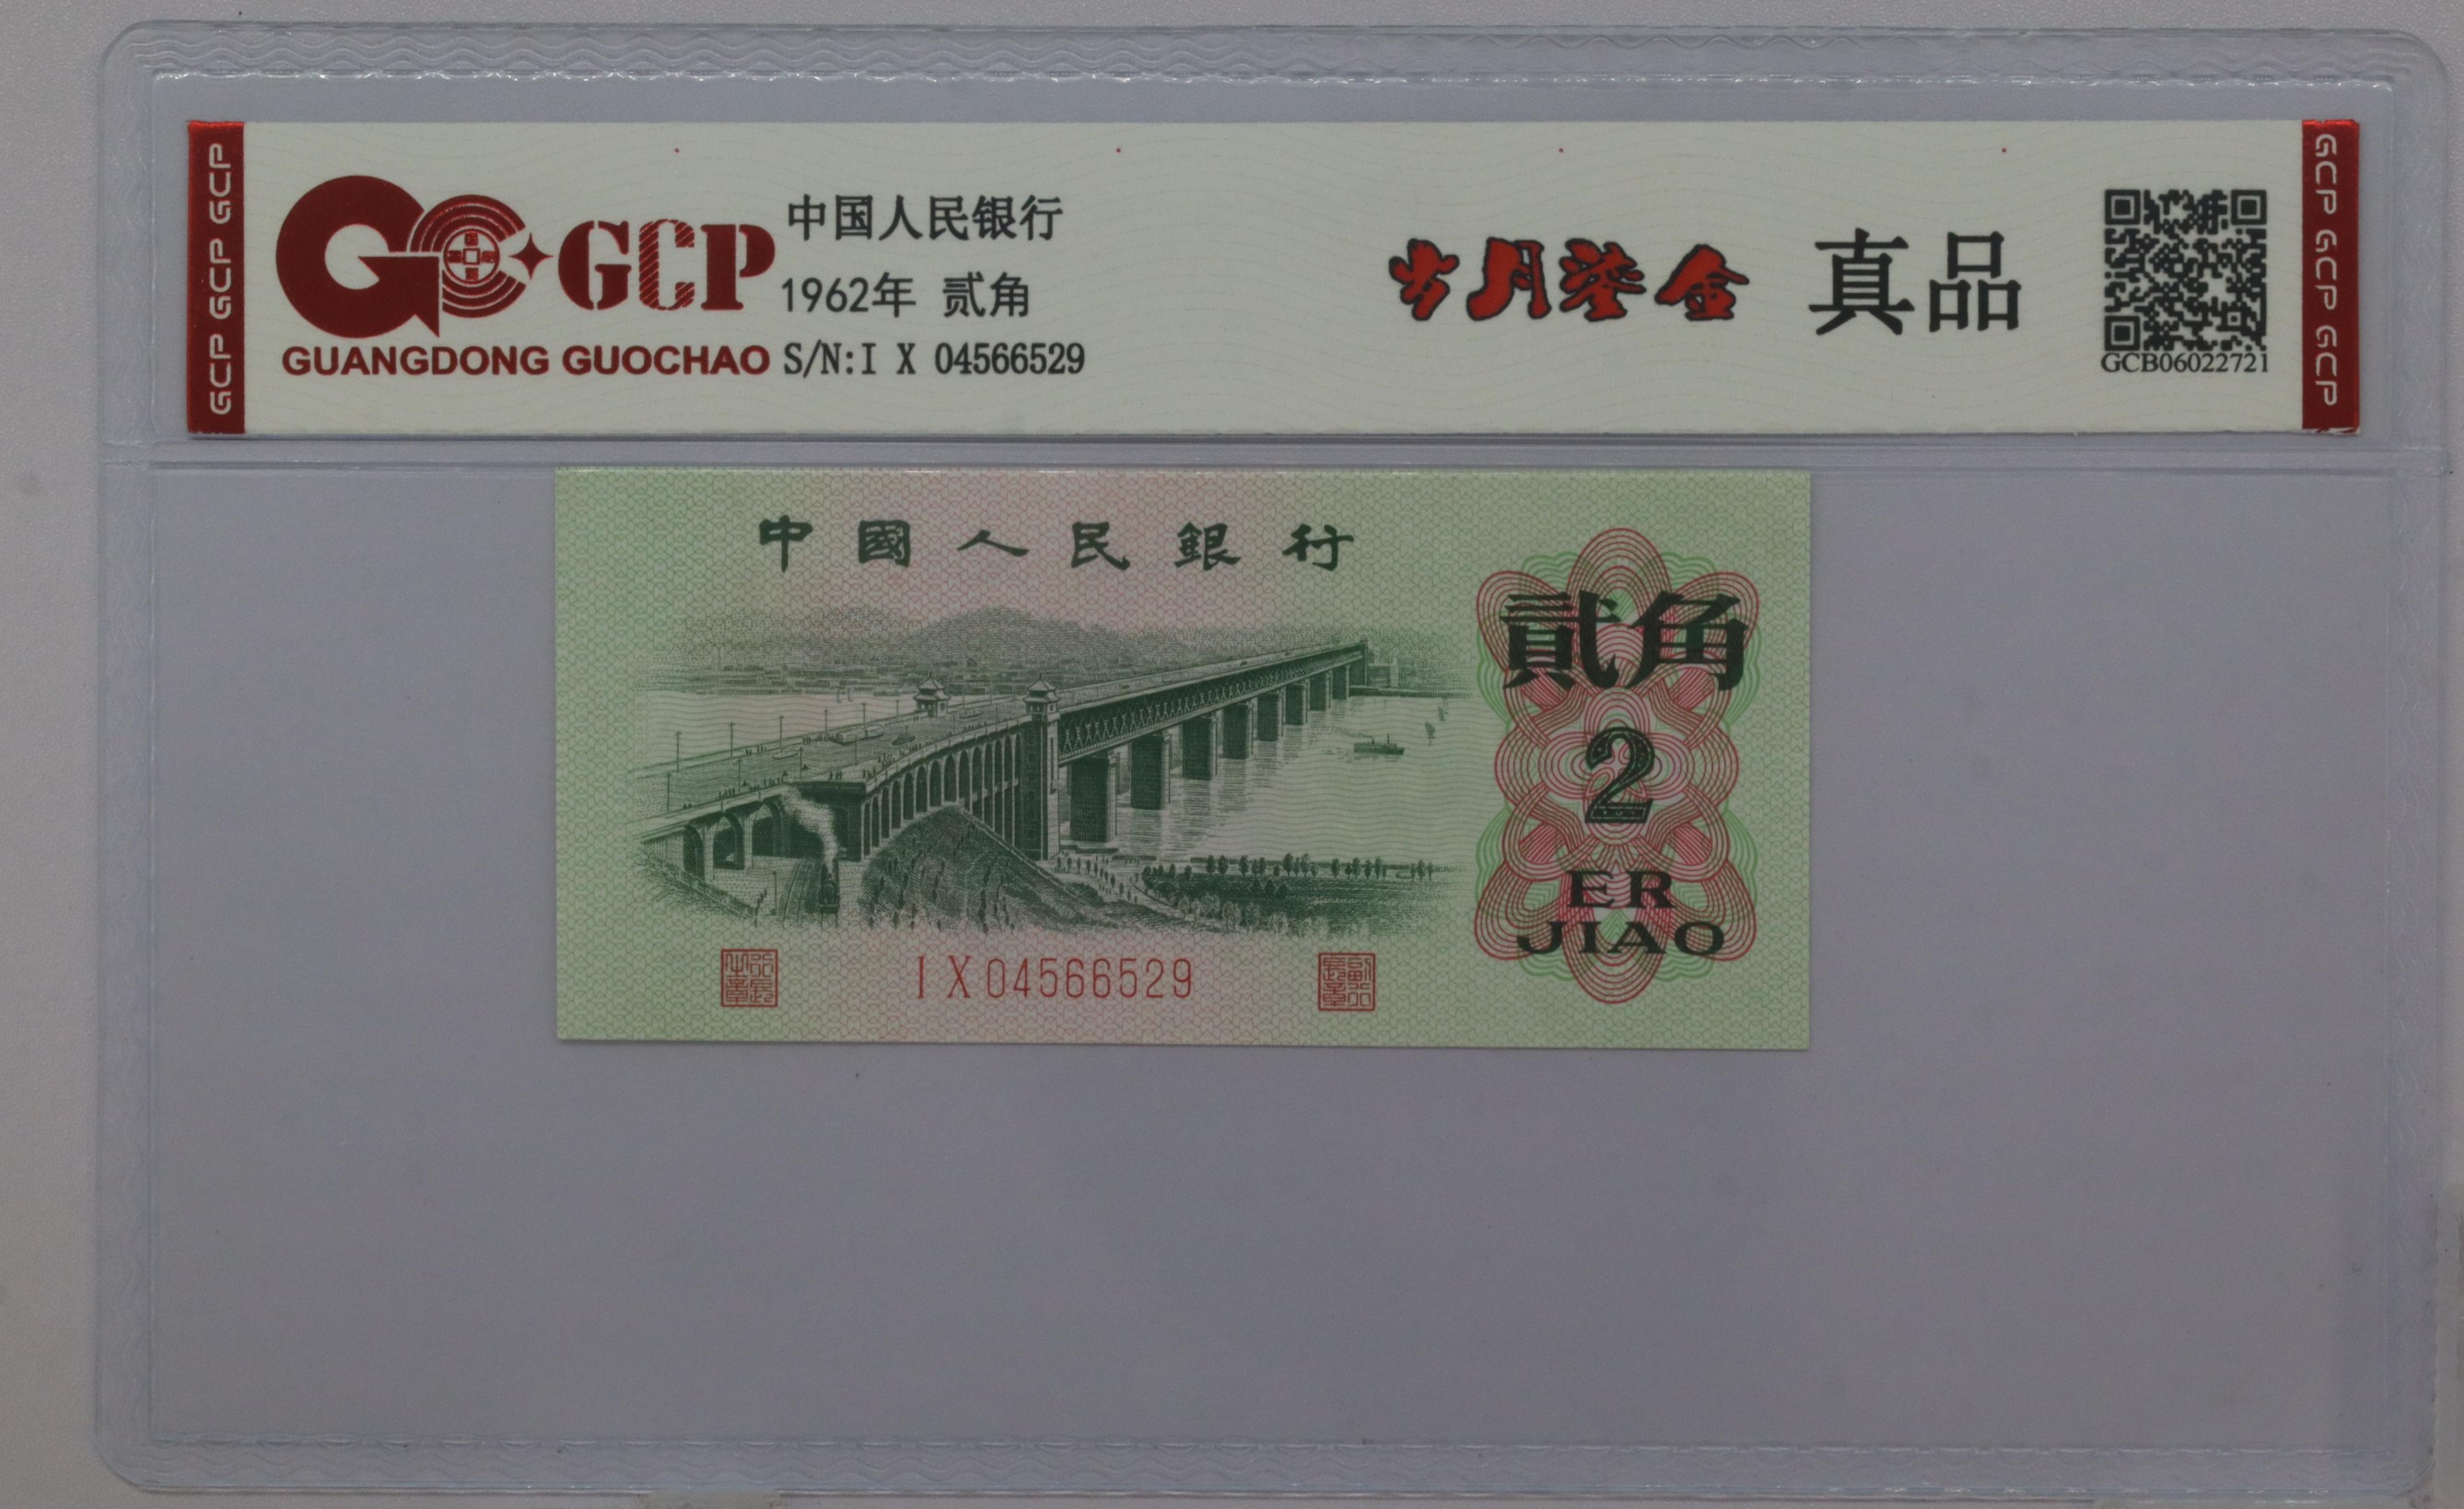 GCP GCP GCP
GCP
GUANGDONG GUOCHAO
中国人民银行
1962年 贰角
S/N:I X 04566529
岁月鎏金 真品
GCB06022721
GCP GCP GCP
中國人民銀行
貳角
2
ER
JIAO
I X 04566529